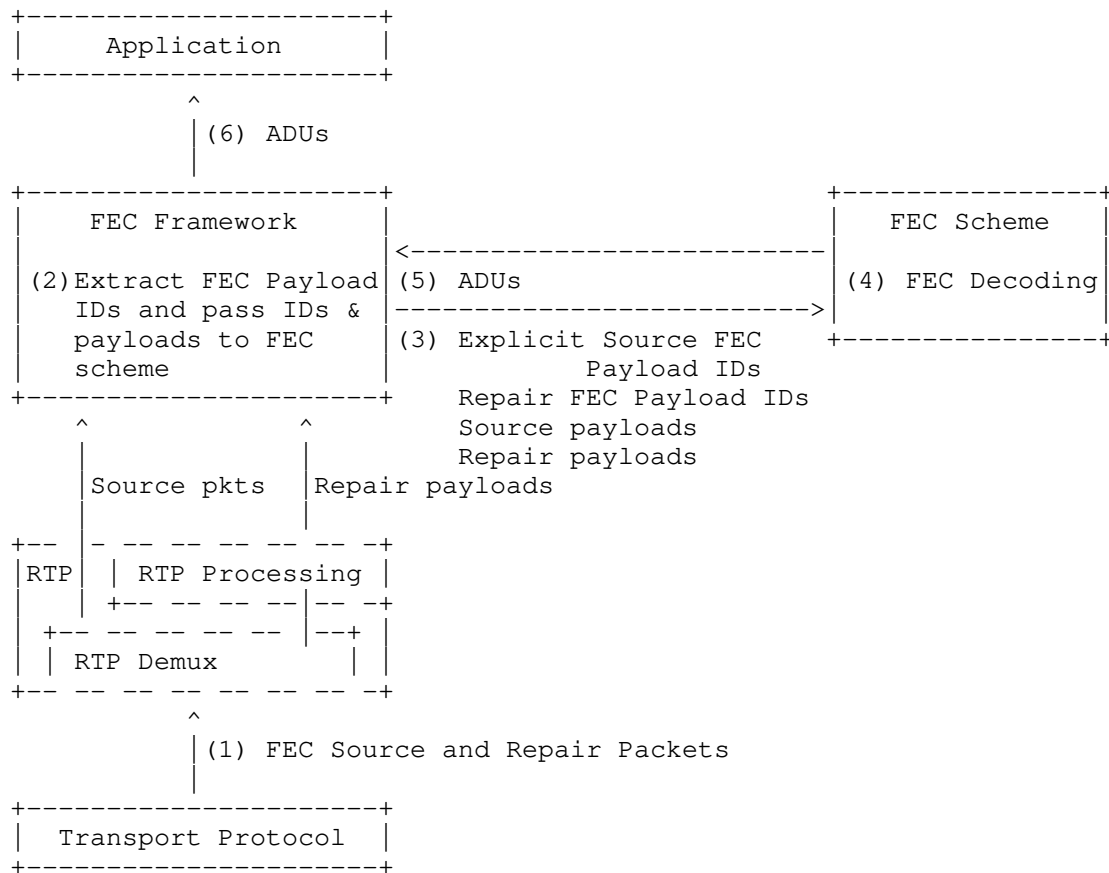 Application
(6) ADUs
FEC Framework
FEC Scheme
(2)Extract FEC Payload
(5) ADUs
(4) FEC Decoding
IDs and pass IDs &
payloads to FEC
(3) Explicit Source FEC
scheme
Payload IDs
Repair FEC Payload IDs
Source payloads
Repair payloads
Source pkts
Repair payloads
RTP
RTP Processing
RTP Demux
(1) FEC Source and Repair Packets
Transport Protocol